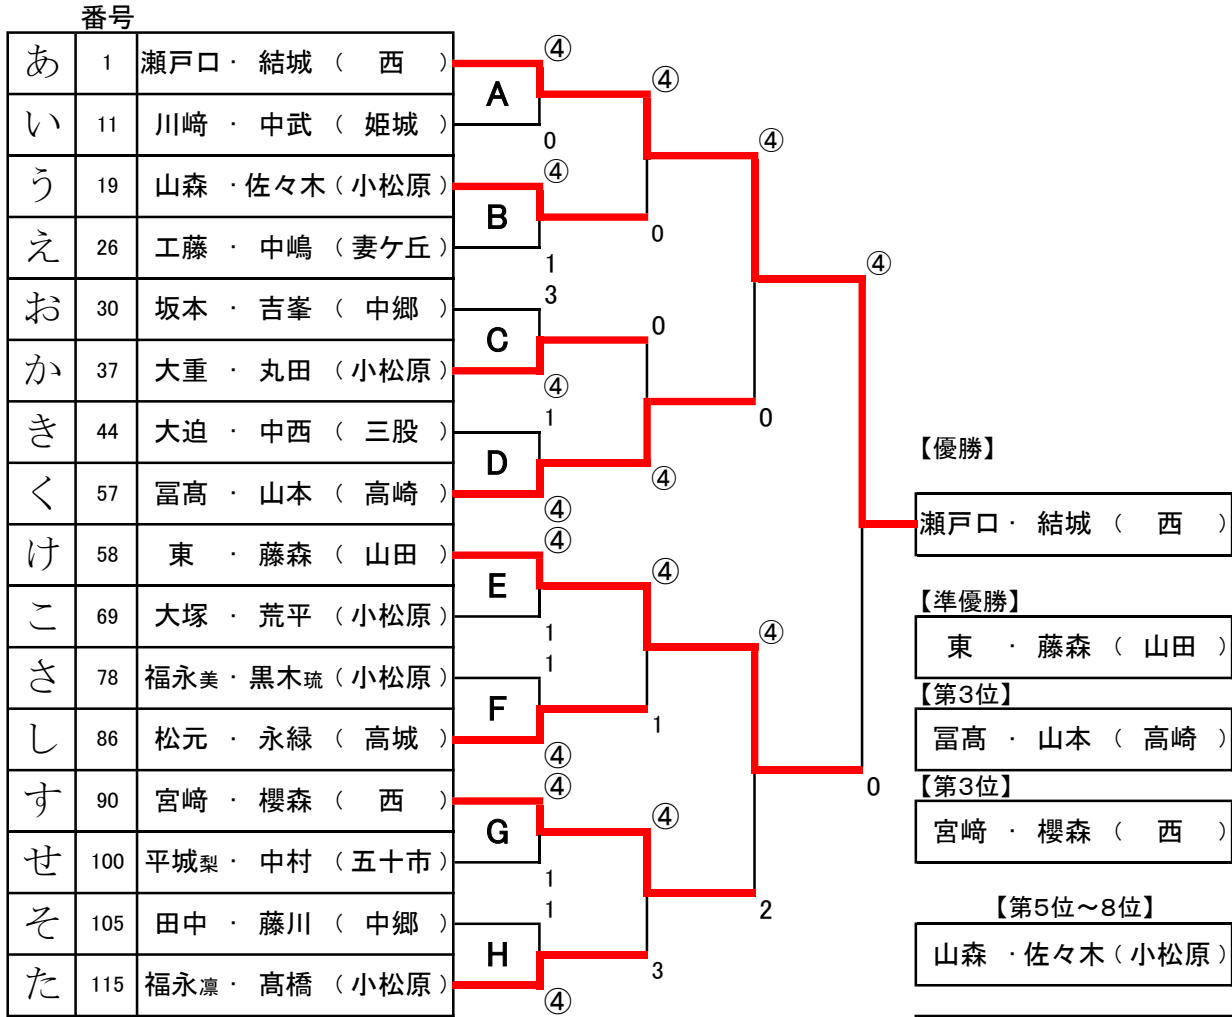 番号
あ 1 瀬戸口・ 結城 ( 西 )
い 11 川﨑 ・ 中武 ( 姫城 )
う 19 山森 ・佐々木 ( 小松原 )
え 26 工藤 ・ 中嶋 ( 妻ケ丘 )
お 30 坂本 ・ 吉峯 ( 中郷 )
か 37 大重 ・ 丸田 ( 小松原 )
き 44 大迫 ・ 中西 ( 三股 )
く 57 冨髙 ・ 山本 ( 高崎 )
け 58 東 ・ 藤森 ( 山田 )
こ 69 大塚 ・ 荒平 ( 小松原 )
さ 78 福永美 ・ 黒木琉 ( 小松原 )
し 86 松元 ・ 永緑 ( 高城 )
す 90 宮﨑 ・ 櫻森 ( 西 )
せ 100 平城梨 ・ 中村 ( 五十市 )
そ 105 田中 ・ 藤川 ( 中郷 )
た 115 福永凛 ・ 髙橋 ( 小松原 )
④
A
0
④
B
1
3
C
④
1
D
④
④
E
1
1
F
④
④
G
1
1
H
④
④
0
0
④
④
1
④
3
④
0
④
2
④
0
【優勝】
瀬戸口・ 結城 ( 西 )
【準優勝】
東 ・ 藤森 ( 山田 )
【第3位】
冨髙 ・ 山本 ( 高崎 )
【第3位】
宮﨑 ・ 櫻森 ( 西 )
【第5位～8位】
山森 ・佐々木 ( 小松原 )